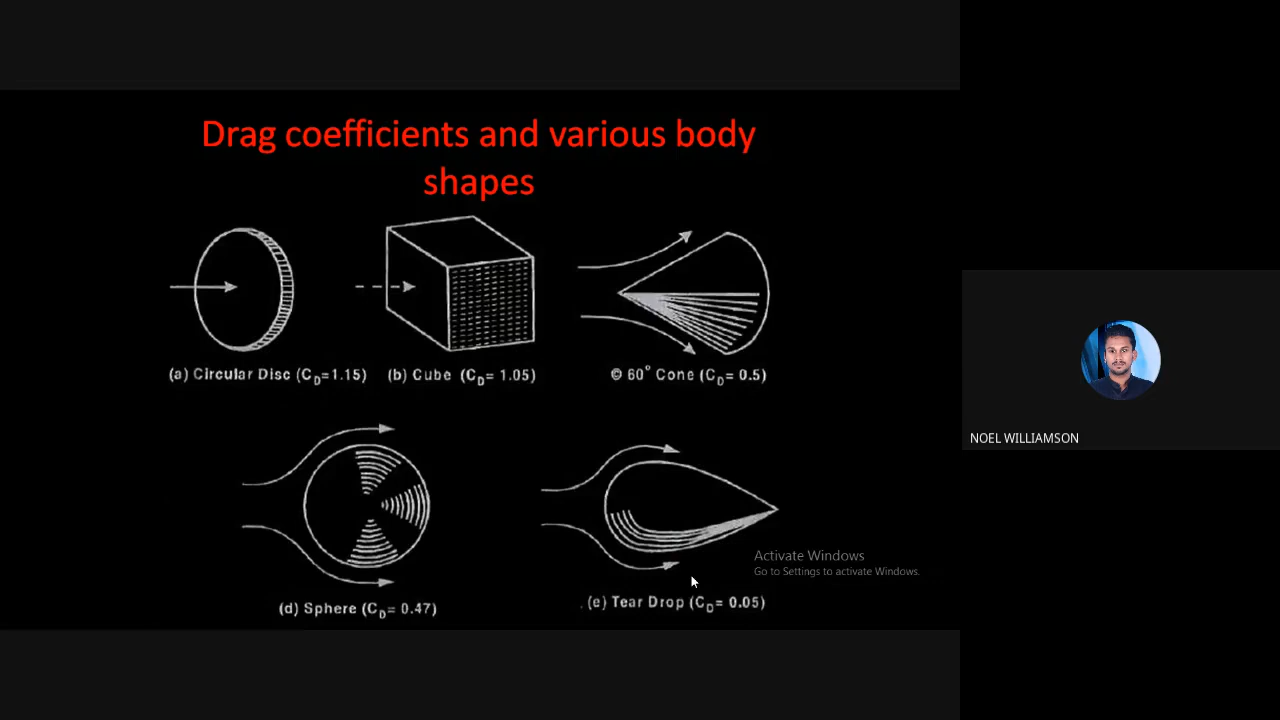 Drag coefficients and various body
shapes
(a) Circular Disc (CD=1.15)
(b) Cube (CD= 1.05)
© 60° Cone (CD= 0.5)
NOEL WILLIAMSON
Activate Windows
Go to Settings to activate Windows.
(d) Sphere (CD= 0.47)
. (e) Tear Drop (CD= 0.05)